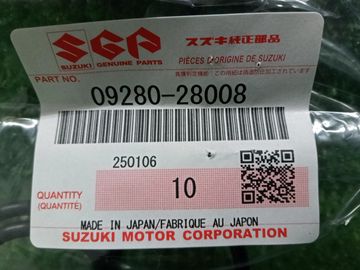 SGP
スズキ純正部品
SUZUKI GENUINE PARTS
PIÈCES D'ORIGINE DE SUZUKI
PART NO.
09280-28008
250106
QUANTITY
(QUANTITÉ)
10
MADE IN JAPAN/FABRIQUE AU JAPON
SUZUKI MOTOR CORPORATION